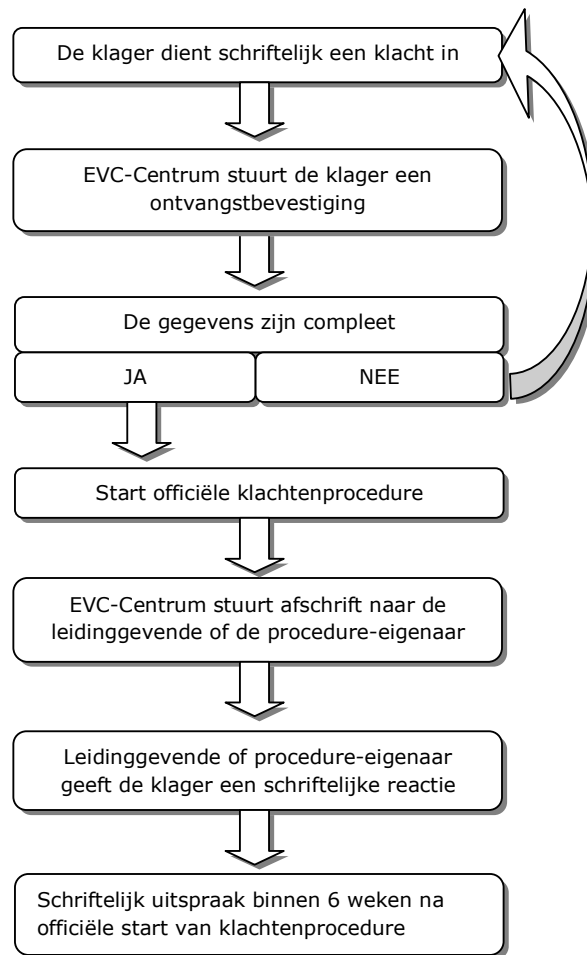 De klager dient schriftelijk een klacht in
EVC-Centrum stuurt de klager een
ontvangstbevestiging
De gegevens zijn compleet
JA
NEE
Start officiële klachtenprocedure
EVC-Centrum stuurt afschrift naar de
leidinggevende of de procedure-eigenaar
Leidinggevende of procedure-eigenaar
geeft de klager een schriftelijke reactie
Schriftelijk uitspraak binnen 6 weken na
officiële start van klachtenprocedure